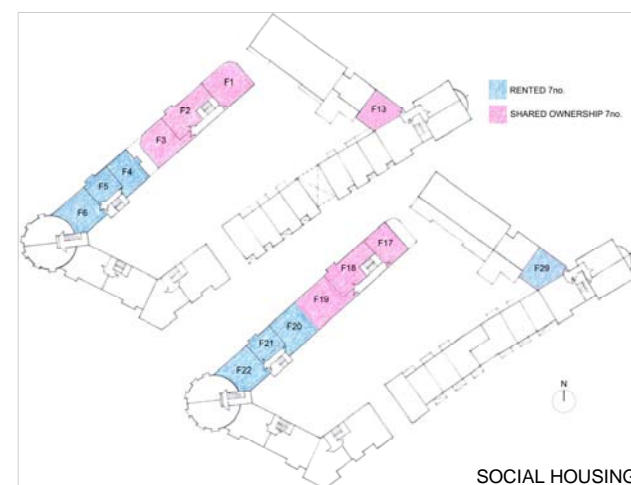 F1
F2
F3
F4
F5
F6
F13
RENTED 7no.
SHARED OWNERSHIP 7no.
F17
F18
F19
F20
F21
F22
F29
N
SOCIAL HOUSING